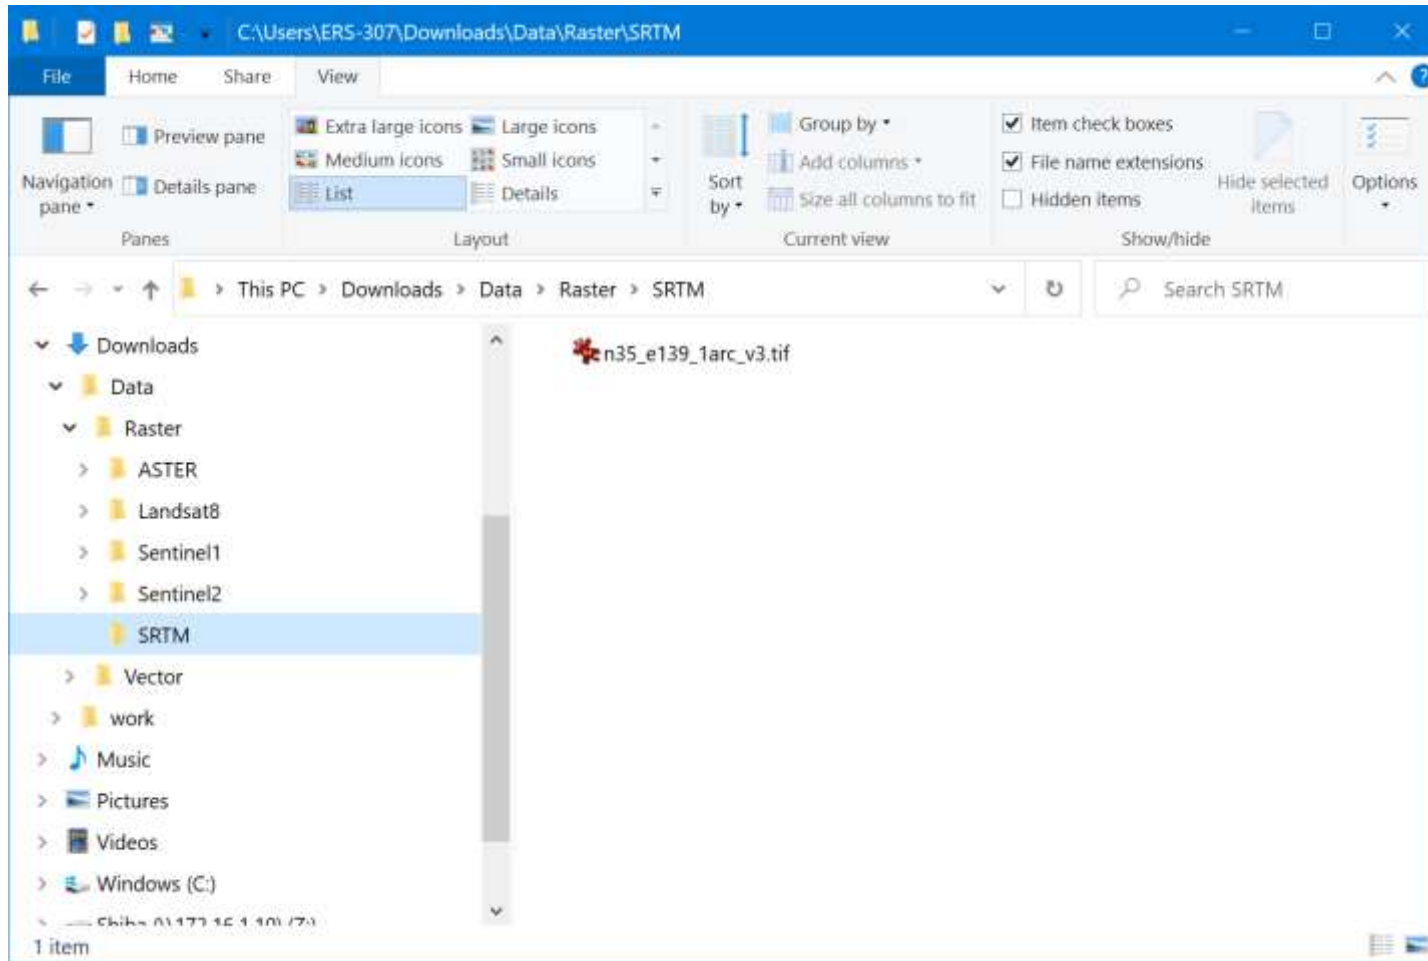 C:\Users\ERS-307\Downloads\Data\Raster\SRTM
File Home Share View
Navigation pane
Preview pane
Details pane
Panes
Extra large icons Large icons
Medium icons Small icons
List Details
Layout
Sort by
Group by
Add columns
Size all columns to fit
Current view
Item check boxes
File name extensions
Hidden items
Hide selected items
Show/hide
Options
This PC > Downloads > Data > Raster > SRTM
Search SRTM
Downloads
Data
Raster
ASTER
Landsat8
Sentinel1
Sentinel2
SRTM
Vector
work
Music
Pictures
Videos
Windows (C:)
n35_e139_1arc_v3.tif
1 item